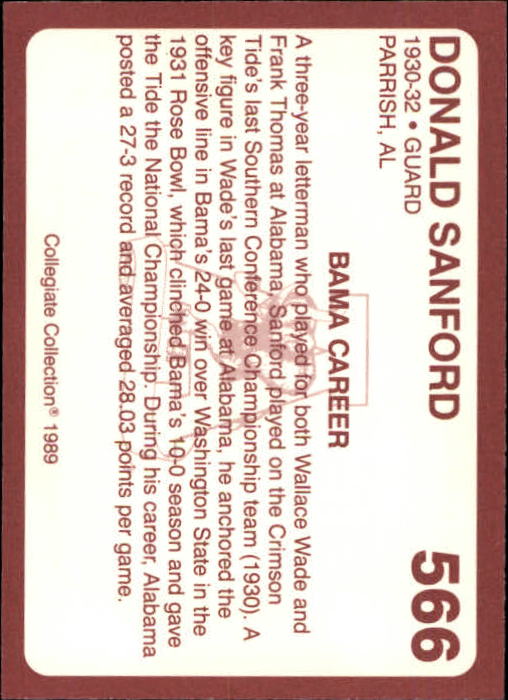 DONALD SANFORD 566
1930-32 • GUARD
PARRISH, AL
BAMA CAREER
A three-year letterman who played for both Wallace Wade and
Frank Thomas at Alabama, Sanford played on the Crimson
Tide's last Southern Conference Championship team (1930). A
key figure in Wade's last game at Alabama, he anchored the
offensive line in Bama's 24-0 win over Washington State in the
1931 Rose Bowl, which clinched Bama's 10-0 season and gave
the Tide the National Championship. During his career, Alabama
posted a 27-3 record and averaged 28.03 points per game.
Collegiate Collection® 1989